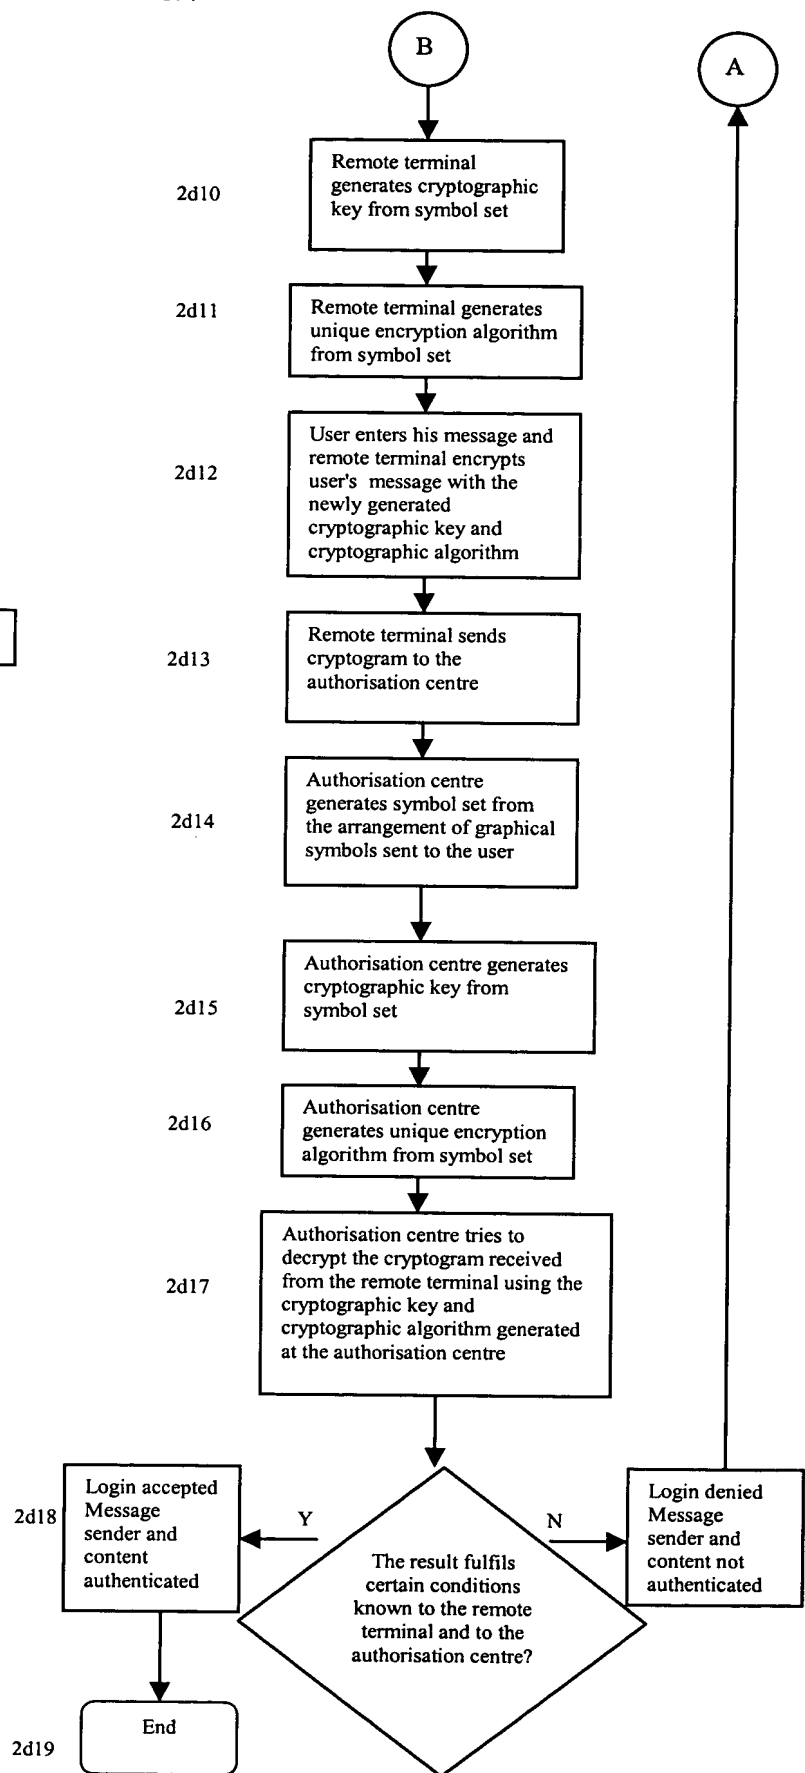 B
A
2d10
Remote terminal
generates cryptographic
key from symbol set
2d11
Remote terminal generates
unique encryption algorithm
from symbol set
2d12
User enters his message and
remote terminal encrypts
user's message with the
newly generated
cryptographic key and
cryptographic algorithm
2d13
Remote terminal sends
cryptogram to the
authorisation centre
2d14
Authorisation centre
generates symbol set from
the arrangement of graphical
symbols sent to the user
2d15
Authorisation centre generates
cryptographic key from
symbol set
2d16
Authorisation centre
generates unique encryption
algorithm from symbol set
2d17
Authorisation centre tries to
decrypt the cryptogram received
from the remote terminal using the
cryptographic key and
cryptographic algorithm generated
at the authorisation centre
2d18
Login accepted
Message
sender and
content
authenticated
Y
The result fulfils
certain conditions
known to the remote
terminal and to the
authorisation centre?
N
Login denied
Message
sender and
content not
authenticated
2d19
End